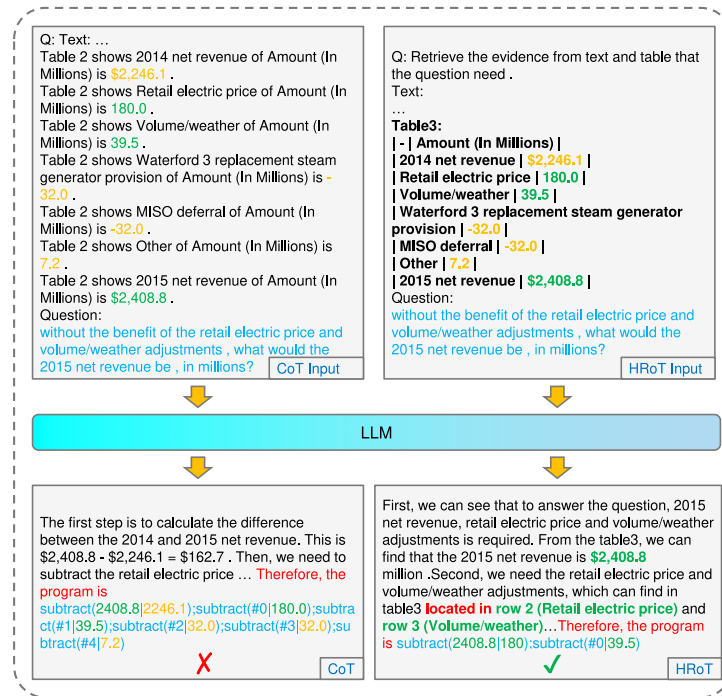 Q: Text: …
Table 2 shows 2014 net revenue of Amount (In
Millions) is $2,246.1 .
Table 2 shows Retail electric price of Amount (In
Millions) is 180.0 .
Table 2 shows Volume/weather of Amount (In
Millions) is 39.5 .
Table 2 shows Waterford 3 replacement steam
generator provision of Amount (In Millions) is -
32.0 .
Table 2 shows MISO deferral of Amount (In
Millions) is -32.0 .
Table 2 shows Other of Amount (In Millions) is
7.2 .
Table 2 shows 2015 net revenue of Amount (In
Millions) is $2,408.8 .
Question:
without the benefit of the retail electric price and
volume/weather adjustments , what would the
2015 net revenue be , in millions?
CoT Input
Q: Retrieve the evidence from text and table that
the question need .
Text:
…
Table3:
| - | Amount (In Millions) |
| 2014 net revenue | $2,246.1 |
| Retail electric price | 180.0 |
| Volume/weather | 39.5 |
| Waterford 3 replacement steam generator
provision | -32.0 |
| MISO deferral | -32.0 |
| Other | 7.2 |
| 2015 net revenue | $2,408.8 |
Question:
without the benefit of the retail electric price and
volume/weather adjustments , what would the
2015 net revenue be , in millions?
HRoT Input
LLM
The first step is to calculate the difference
between the 2014 and 2015 net revenue. This is
$2,408.8 - $2,246.1 = $162.7 . Then, we need to
subtract the retail electric price … Therefore, the
program is
subtract(2408.8|2246.1);subtract(#0|180.0);subtra
ct(#1|39.5);subtract(#2|32.0);subtract(#3|32.0);su
btract(#4|7.2)
✗
CoT
First, we can see that to answer the question, 2015
net revenue, retail electric price and volume/weather
adjustments is required. From the table3, we can
find that the 2015 net revenue is $2,408.8
million .Second, we need the retail electric price and
volume/weather adjustments, which can find in
table3 located in row 2 (Retail electric price) and
row 3 (Volume/weather)…Therefore, the program
is subtract(2408.8|180);subtract(#0|39.5)
✓
HRoT